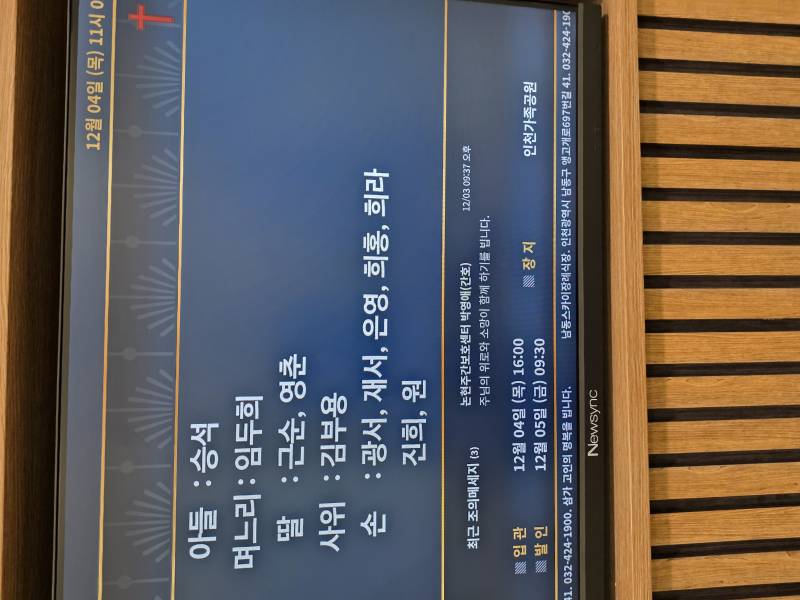 12월 04일 (목) 11시 0
아들 : 승석
며느리 : 임두희
딸 : 근순, 영춘
사위 : 김부용
손 : 광서, 재서, 은영, 희홍, 희라
진희, 원
최근 조의메세지 (3)
논현주간보호센터 박영애(간호) 12/03 09:37 오후
주님의 위로와 소망이 함께 하기를 빕니다.
입관 12월 04일 (목) 16:00
발인 12월 05일 (금) 09:30
장지 인천가족공원
41. 032-424-1900. 삼가 고인의 명복을 빕니다. 남동스카이장례식장. 인천광역시 남동구 앵고개로697번길 41. 032-424-190
Newsync